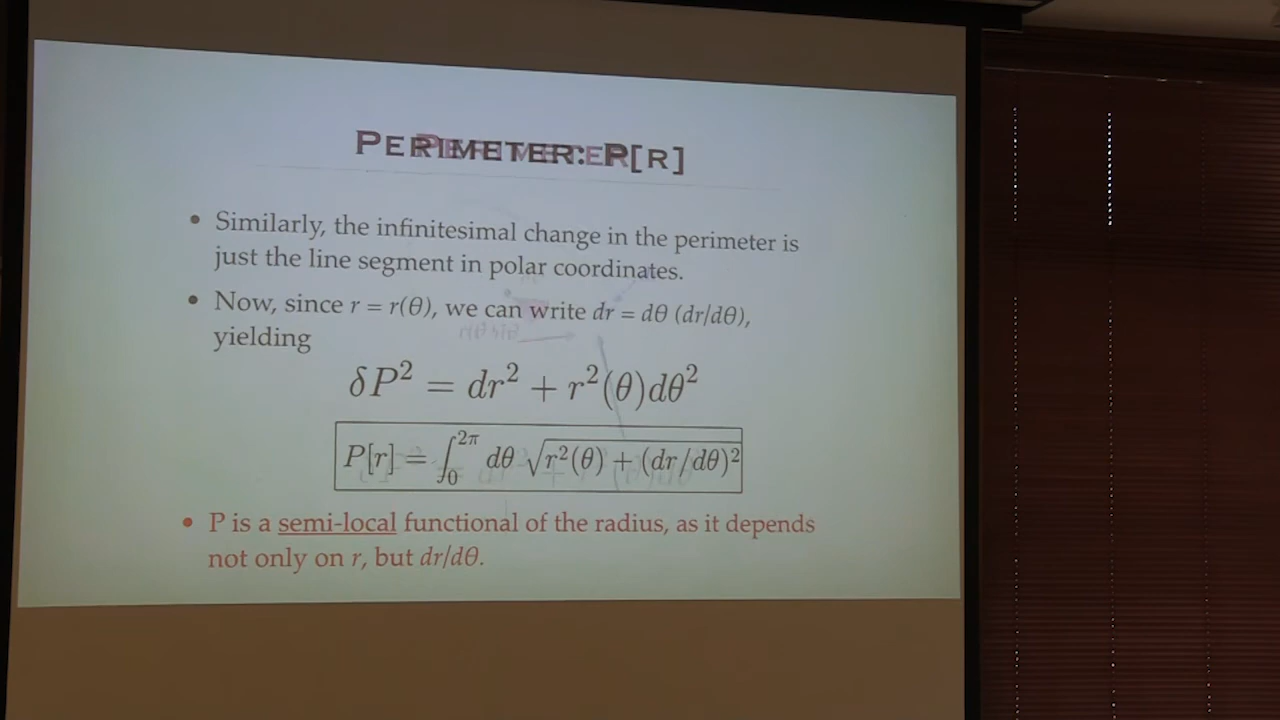 PERIMETER: P[R]
• Similarly, the infinitesimal change in the perimeter is
just the line segment in polar coordinates.
• Now, since r = r(θ), we can write dr = dθ (dr/dθ),
yielding
δP² = dr² + r²(θ)dθ²
P[r] = ∫₀^{2π} dθ √(r²(θ) + (dr/dθ)²)
• P is a semi-local functional of the radius, as it depends
not only on r, but dr/dθ.